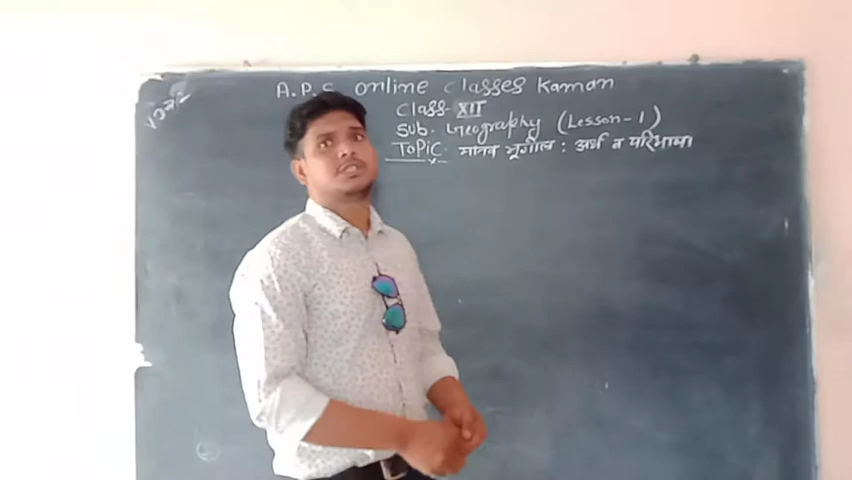 A.P.S. online classes Kaman
Class- XII
Sub. Geography (Lesson-1)
Topic. मानव भूगोल : अर्थ व परिभाषा